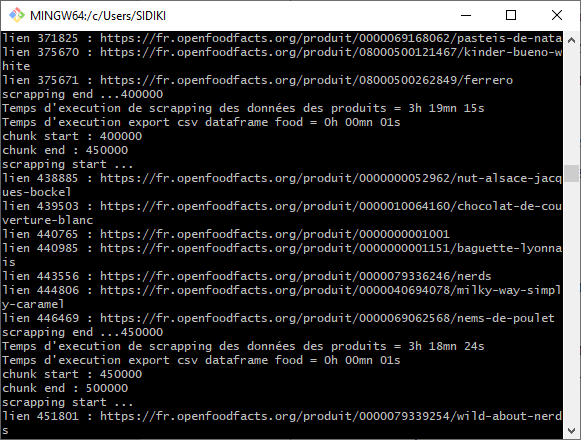 MINGW64:/c/Users/SIDIKI
lien 371825 : https://fr.openfoodfacts.org/produit/0000069168062/pasteis-de-nata
lien 375670 : https://fr.openfoodfacts.org/produit/08000500121467/kinder-bueno-w
hite
lien 375671 : https://fr.openfoodfacts.org/produit/08000500262849/ferrero
scrapping end ...400000
Temps d'execution de scrapping des données des produits = 3h 19mn 15s
Temps d'execution export csv dataframe food = 0h 00mn 01s
chunk start : 400000
chunk end : 450000
scrapping start ...
lien 438885 : https://fr.openfoodfacts.org/produit/0000000052962/nut-alsace-jacq
ues-bockel
lien 439503 : https://fr.openfoodfacts.org/produit/0000010064160/chocolat-de-cou
verture-blanc
lien 440765 : https://fr.openfoodfacts.org/produit/0000000001001
lien 440985 : https://fr.openfoodfacts.org/produit/0000000001151/baguette-lyonna
is
lien 443556 : https://fr.openfoodfacts.org/produit/0000079336246/nerds
lien 444806 : https://fr.openfoodfacts.org/produit/0000040694078/milky-way-simpl
y-caramel
lien 446469 : https://fr.openfoodfacts.org/produit/0000069062568/nems-de-poulet
scrapping end ...450000
Temps d'execution de scrapping des données des produits = 3h 18mn 24s
Temps d'execution export csv dataframe food = 0h 00mn 01s
chunk start : 450000
chunk end : 500000
scrapping start ...
lien 451801 : https://fr.openfoodfacts.org/produit/0000079339254/wild-about-nerd
s